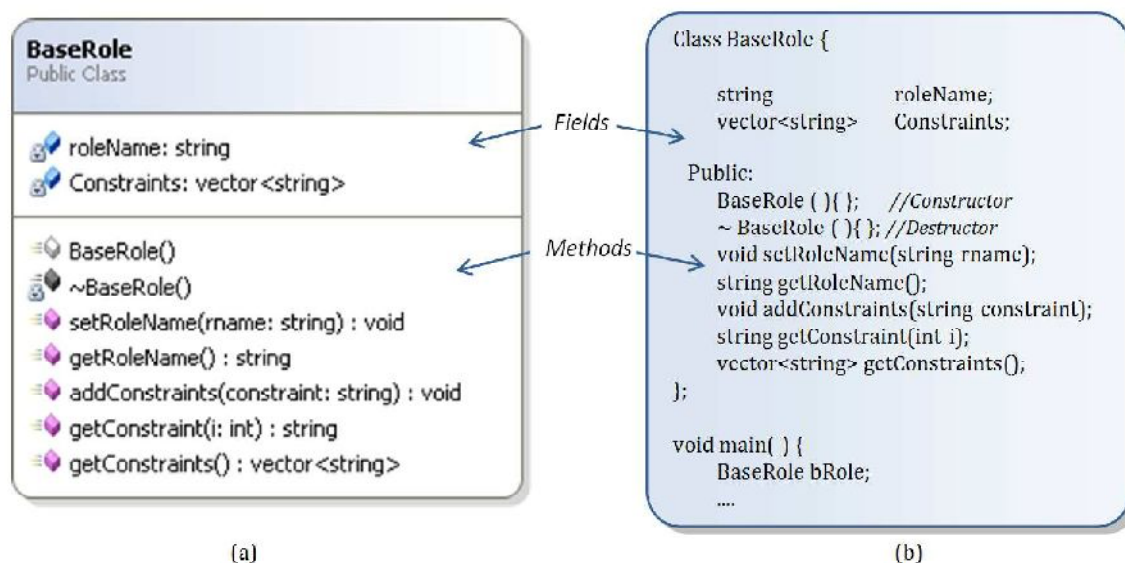 BaseRole
Public Class
roleName: string
Constraints: vector<string>
BaseRole()
~BaseRole()
setRoleName(rname: string) : void
getRoleName() : string
addConstraints(constraint: string) : void
getConstraint(i: int) : string
getConstraints() : vector<string>
(a)
Fields
Methods
Class BaseRole {
string roleName;
vector<string> Constraints;
Public:
BaseRole ( ){ }; //Constructor
~ BaseRole ( ){ }; //Destructor
void setRoleName(string rname);
string getRoleName();
void addConstraints(string constraint);
string getConstraint(int i);
vector<string> getConstraints();
};
void main( ) {
BaseRole bRole;
....
(b)